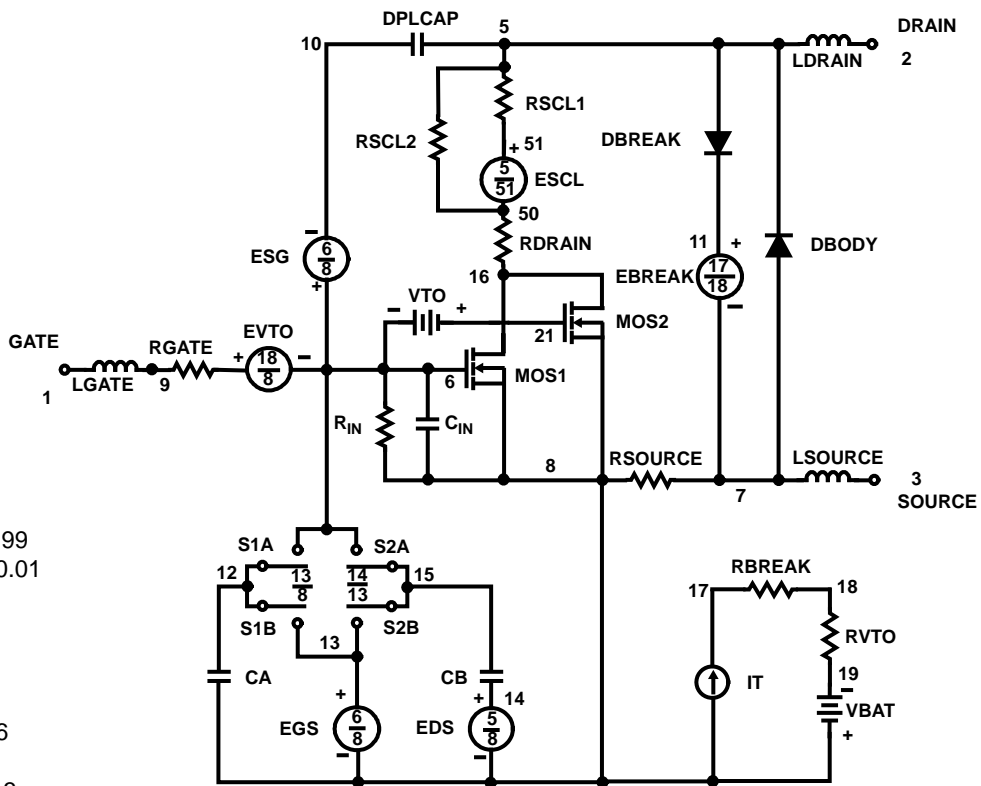 DPLCAP
10
5
DRAIN
2
LDRAIN
RSCL1
RSCL2
+ 51
5
51
ESCL
50
RDRAIN
DBREAK
11
+
17
18
EBREAK
−
DBODY
−
ESG
6
8
+
16
− VTO +
21
MOS2
GATE
1
LGATE
RGATE
9
EVTO
+
18
8
−
6
MOS1
RIN
CIN
8
RSOURCE
7
LSOURCE
3
SOURCE
99
0.01
S1A
S2A
12
13
8
14
13
15
S1B
S2B
13
CA
CB
+
6
8
EGS
−
+ 14
5
8
EDS
−
RBREAK
17
18
RVTO
19
IT
−
VBAT
+
6